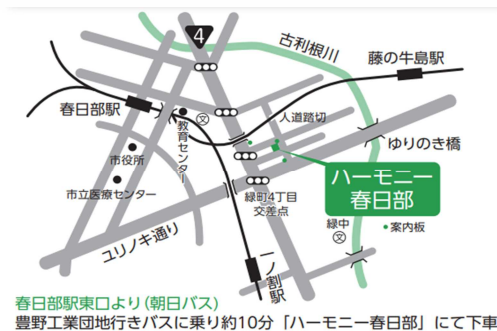 4
古利根川
藤の牛島駅
春日部駅
教育センター
文
人道踏切
ゆりのき橋
市役所
市立医療センター
ハーモニー
春日部
緑町4丁目
交差点
緑中
文
案内板
ユリノキ通り
一ノ割駅
春日部駅東口より(朝日バス)
豊野工業団地行きバスに乗り約10分「ハーモニー春日部」にて下車